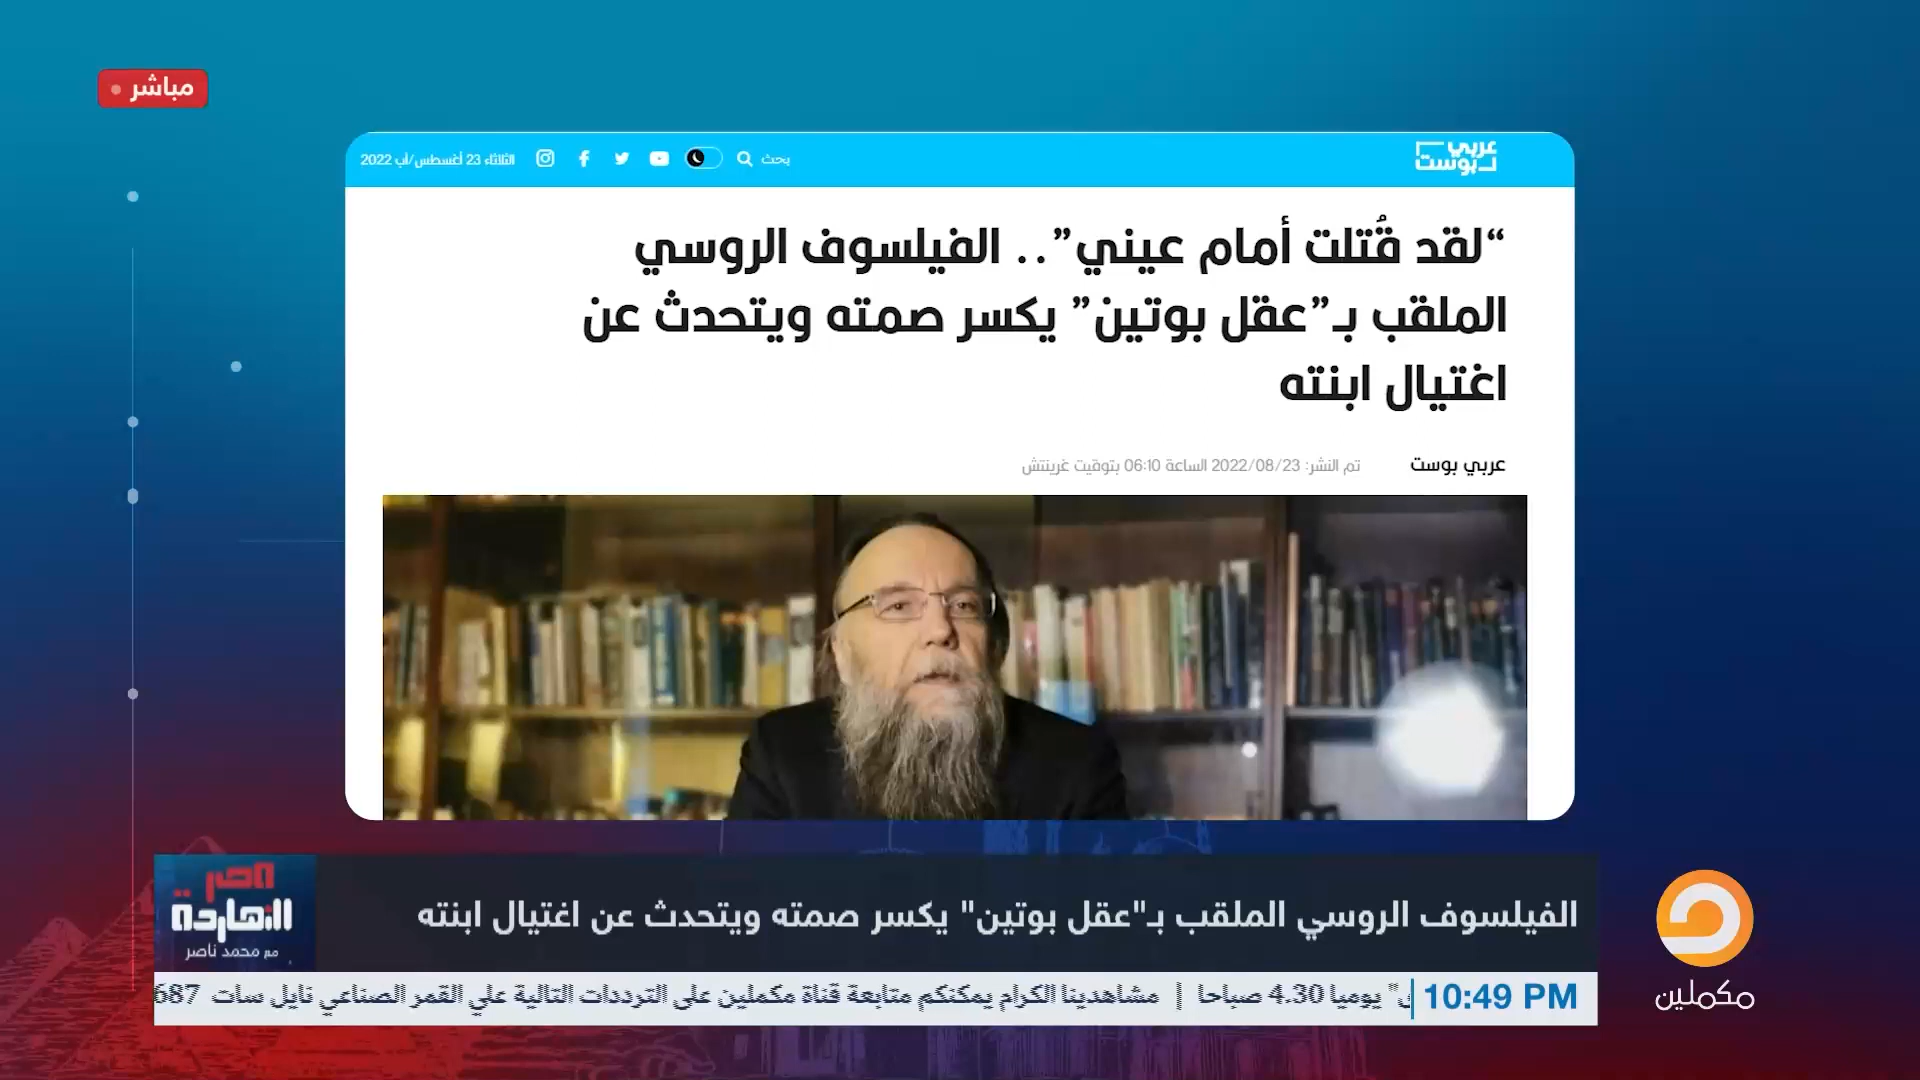 مباشر
عربي بوست
بحث
الثلاثاء 23 أغسطس/آب 2022
“لقد قُتلت أمام عيني”.. الفيلسوف الروسي
الملقب بـ”عقل بوتين” يكسر صمته ويتحدث عن
اغتيال ابنته
عربي بوست
تم النشر: 2022/08/23 الساعة 06:10 بتوقيت غرينتش
مصر
النهاردة
مع محمد ناصر
الفيلسوف الروسي الملقب بـ"عقل بوتين" يكسر صمته ويتحدث عن اغتيال ابنته
10:49 PM
" يوميا 4.30 صباحا | مشاهدينا الكرام يمكنكم متابعة قناة مكملين على الترددات التالية علي القمر الصناعي نايل سات 687
مكملين